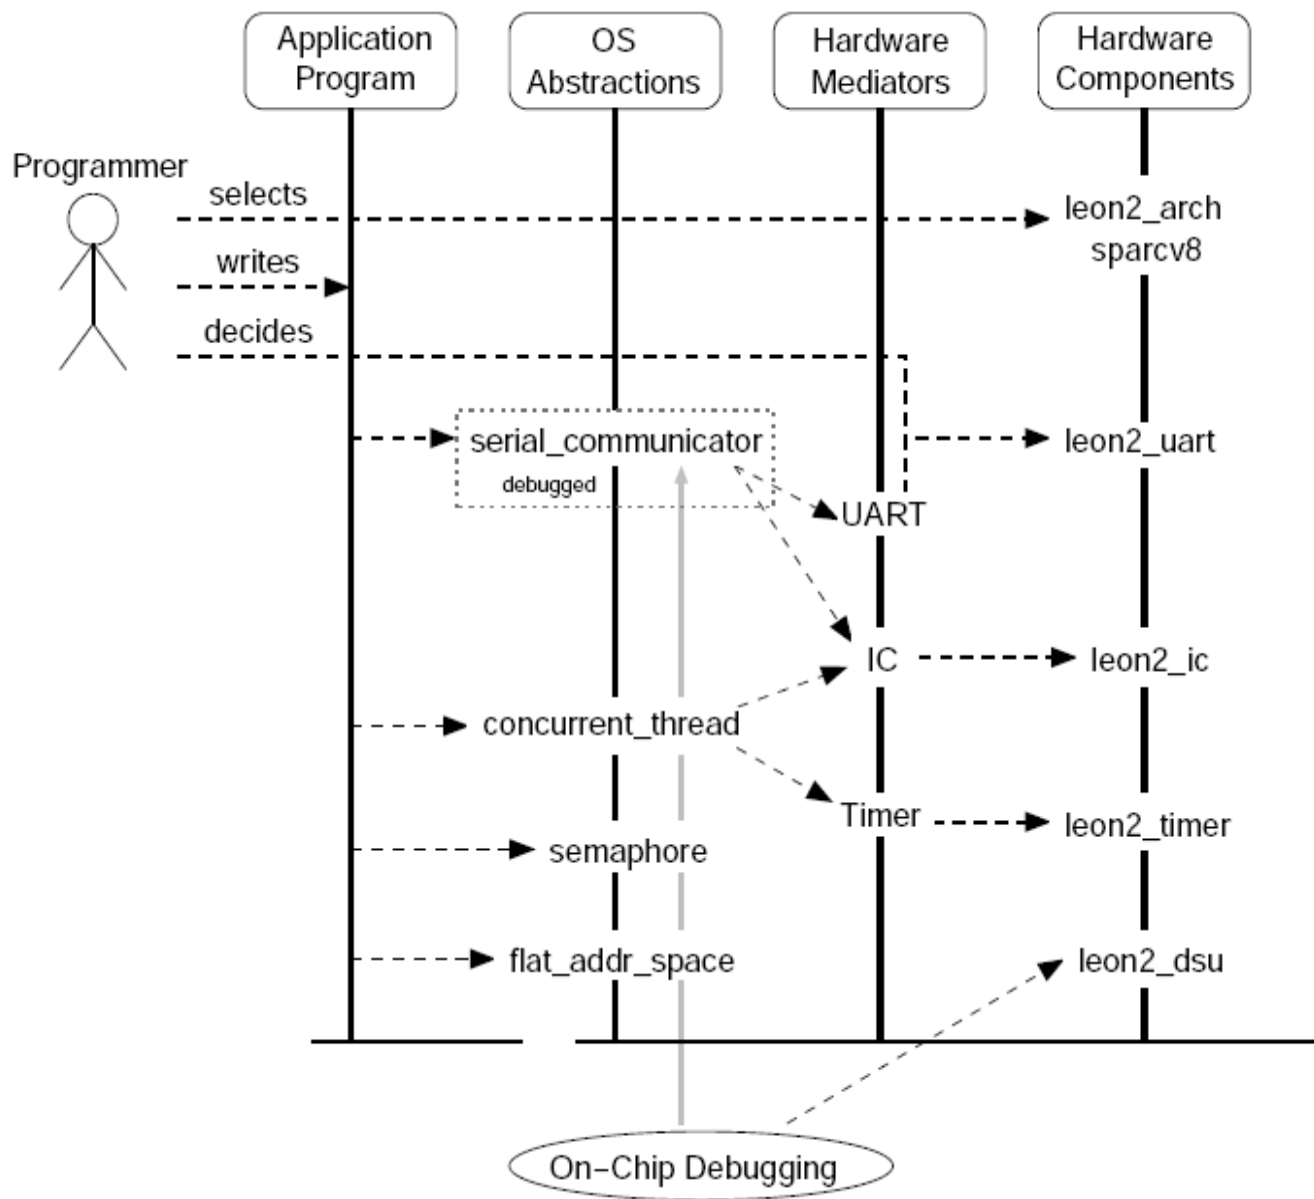 Application
Program
OS
Abstractions
Hardware
Mediators
Hardware
Components
Programmer
selects
leon2_arch
sparcv8
writes
decides
serial_communicator
debugged
leon2_uart
UART
IC
leon2_ic
concurrent_thread
Timer
leon2_timer
semaphore
flat_addr_space
leon2_dsu
On-Chip Debugging